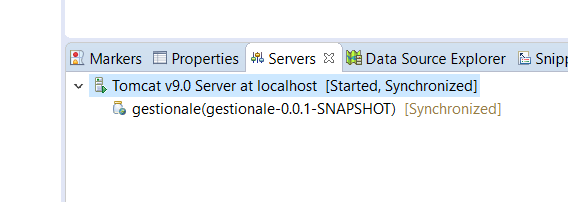 Markers Properties Servers Data Source Explorer Snipp
Tomcat v9.0 Server at localhost [Started, Synchronized]
gestionale(gestionale-0.0.1-SNAPSHOT) [Synchronized]